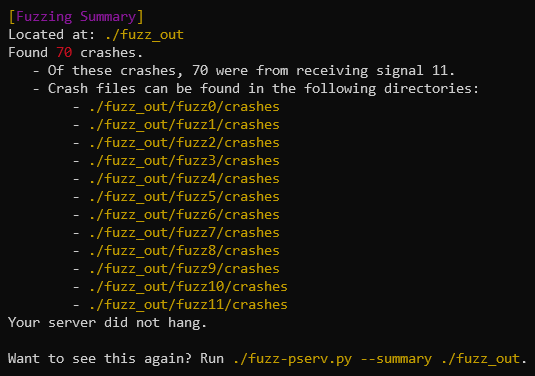 [Fuzzing Summary]
Located at: ./fuzz_out
Found 70 crashes.
- Of these crashes, 70 were from receiving signal 11.
- Crash files can be found in the following directories:
- ./fuzz_out/fuzz0/crashes
- ./fuzz_out/fuzz1/crashes
- ./fuzz_out/fuzz2/crashes
- ./fuzz_out/fuzz3/crashes
- ./fuzz_out/fuzz4/crashes
- ./fuzz_out/fuzz5/crashes
- ./fuzz_out/fuzz6/crashes
- ./fuzz_out/fuzz7/crashes
- ./fuzz_out/fuzz8/crashes
- ./fuzz_out/fuzz9/crashes
- ./fuzz_out/fuzz10/crashes
- ./fuzz_out/fuzz11/crashes
Your server did not hang.
Want to see this again? Run ./fuzz-pserv.py --summary ./fuzz_out.